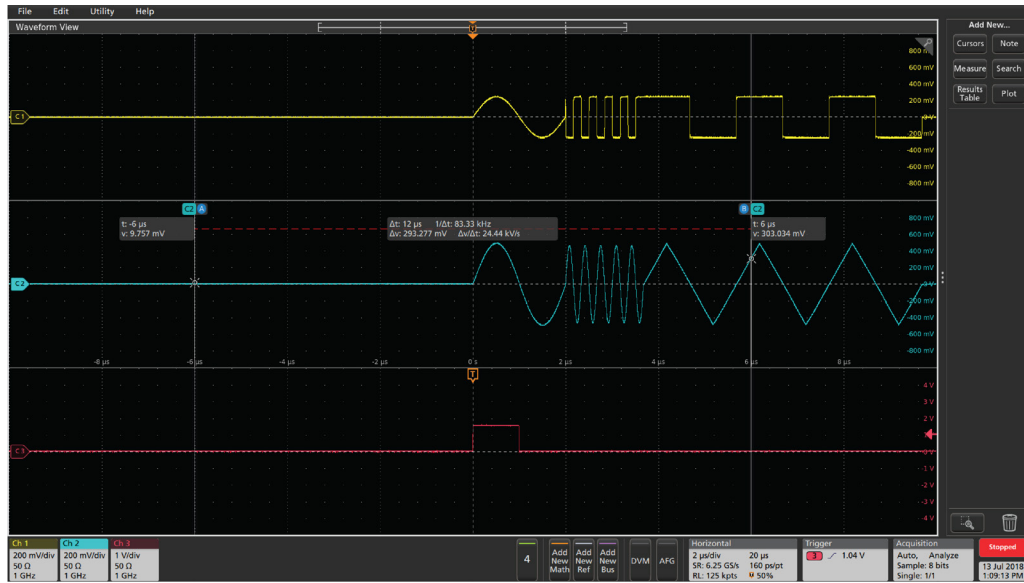 File Edit Utility Help
Waveform View
Add New...
Cursors Note
Measure Search
Results Table Plot
T
800 m
600 mV
400 mV
200 mV
0 V
-200 mV
-400 mV
-600 mV
-800 mV
C1
C2 A
B C2
t: -6 µs
v: 9.757 mV
Δt: 12 µs 1/Δt: 83.33 kHz
Δv: 293.277 mV Δv/Δt: 24.44 kV/s
t: 6 µs
v: 303.034 mV
800 mV
600 mV
400 mV
200 mV
0 V
-200 mV
-400 mV
-600 mV
-800 mV
C2
-8 µs -6 µs -4 µs -2 µs 0 s 2 µs 4 µs 6 µs 8 µs
T
4 V
3 V
2 V
0 V
-1 V
-2 V
-3 V
-4 V
Ch 1
200 mV/div
50 Ω
1 GHz
Ch 2
200 mV/div
50 Ω
1 GHz
Ch 3
1 V/div
50 Ω
1 GHz
4
Add New Math
Add New Ref
Add New Bus
DVM
AFG
Horizontal
2 µs/div 20 µs
SR: 6.25 GS/s 160 ps/pt
RL: 125 kpts 50%
Trigger
3 1.04 V
Acquisition
Auto, Analyze
Sample: 8 bits
Single: 1/1
Stopped
13 Jul 2018
1:09:13 PM